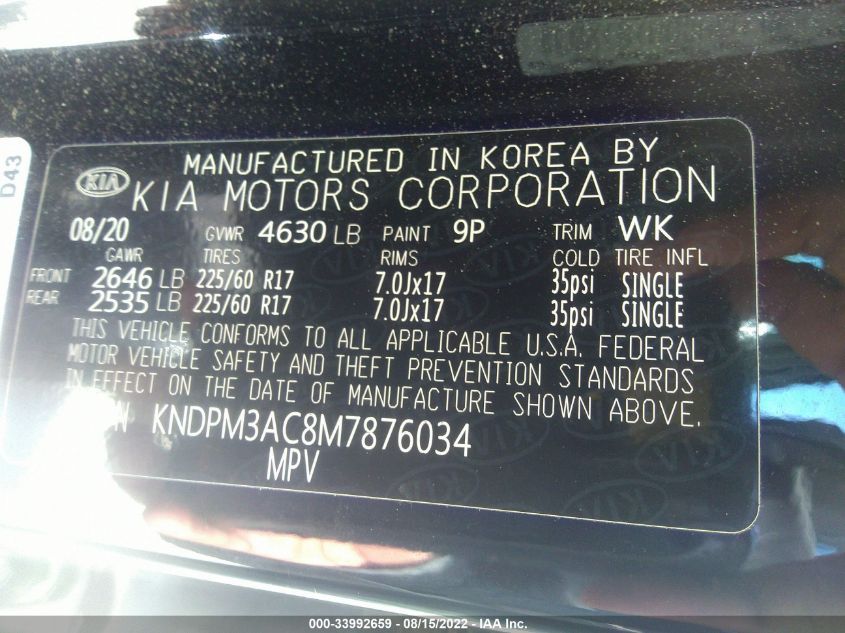 D43
KIA
MANUFACTURED IN KOREA BY
KIA MOTORS CORPORATION
08/20 GVWR 4630 LB PAINT 9P TRIM WK
GAWR TIRES RIMS COLD TIRE INFL
FRONT 2646 LB 225/60 R17 7.0Jx17 35psi SINGLE
REAR 2535 LB 225/60 R17 7.0Jx17 35psi SINGLE
THIS VEHICLE CONFORMS TO ALL APPLICABLE U.S.A. FEDERAL
MOTOR VEHICLE SAFETY AND THEFT PREVENTION STANDARDS
IN EFFECT ON THE DATE OF MANUFACTURE SHOWN ABOVE.
KNDPM3AC8M7876034
MPV
000-33992659 - 08/15/2022 - © IAA, Inc.